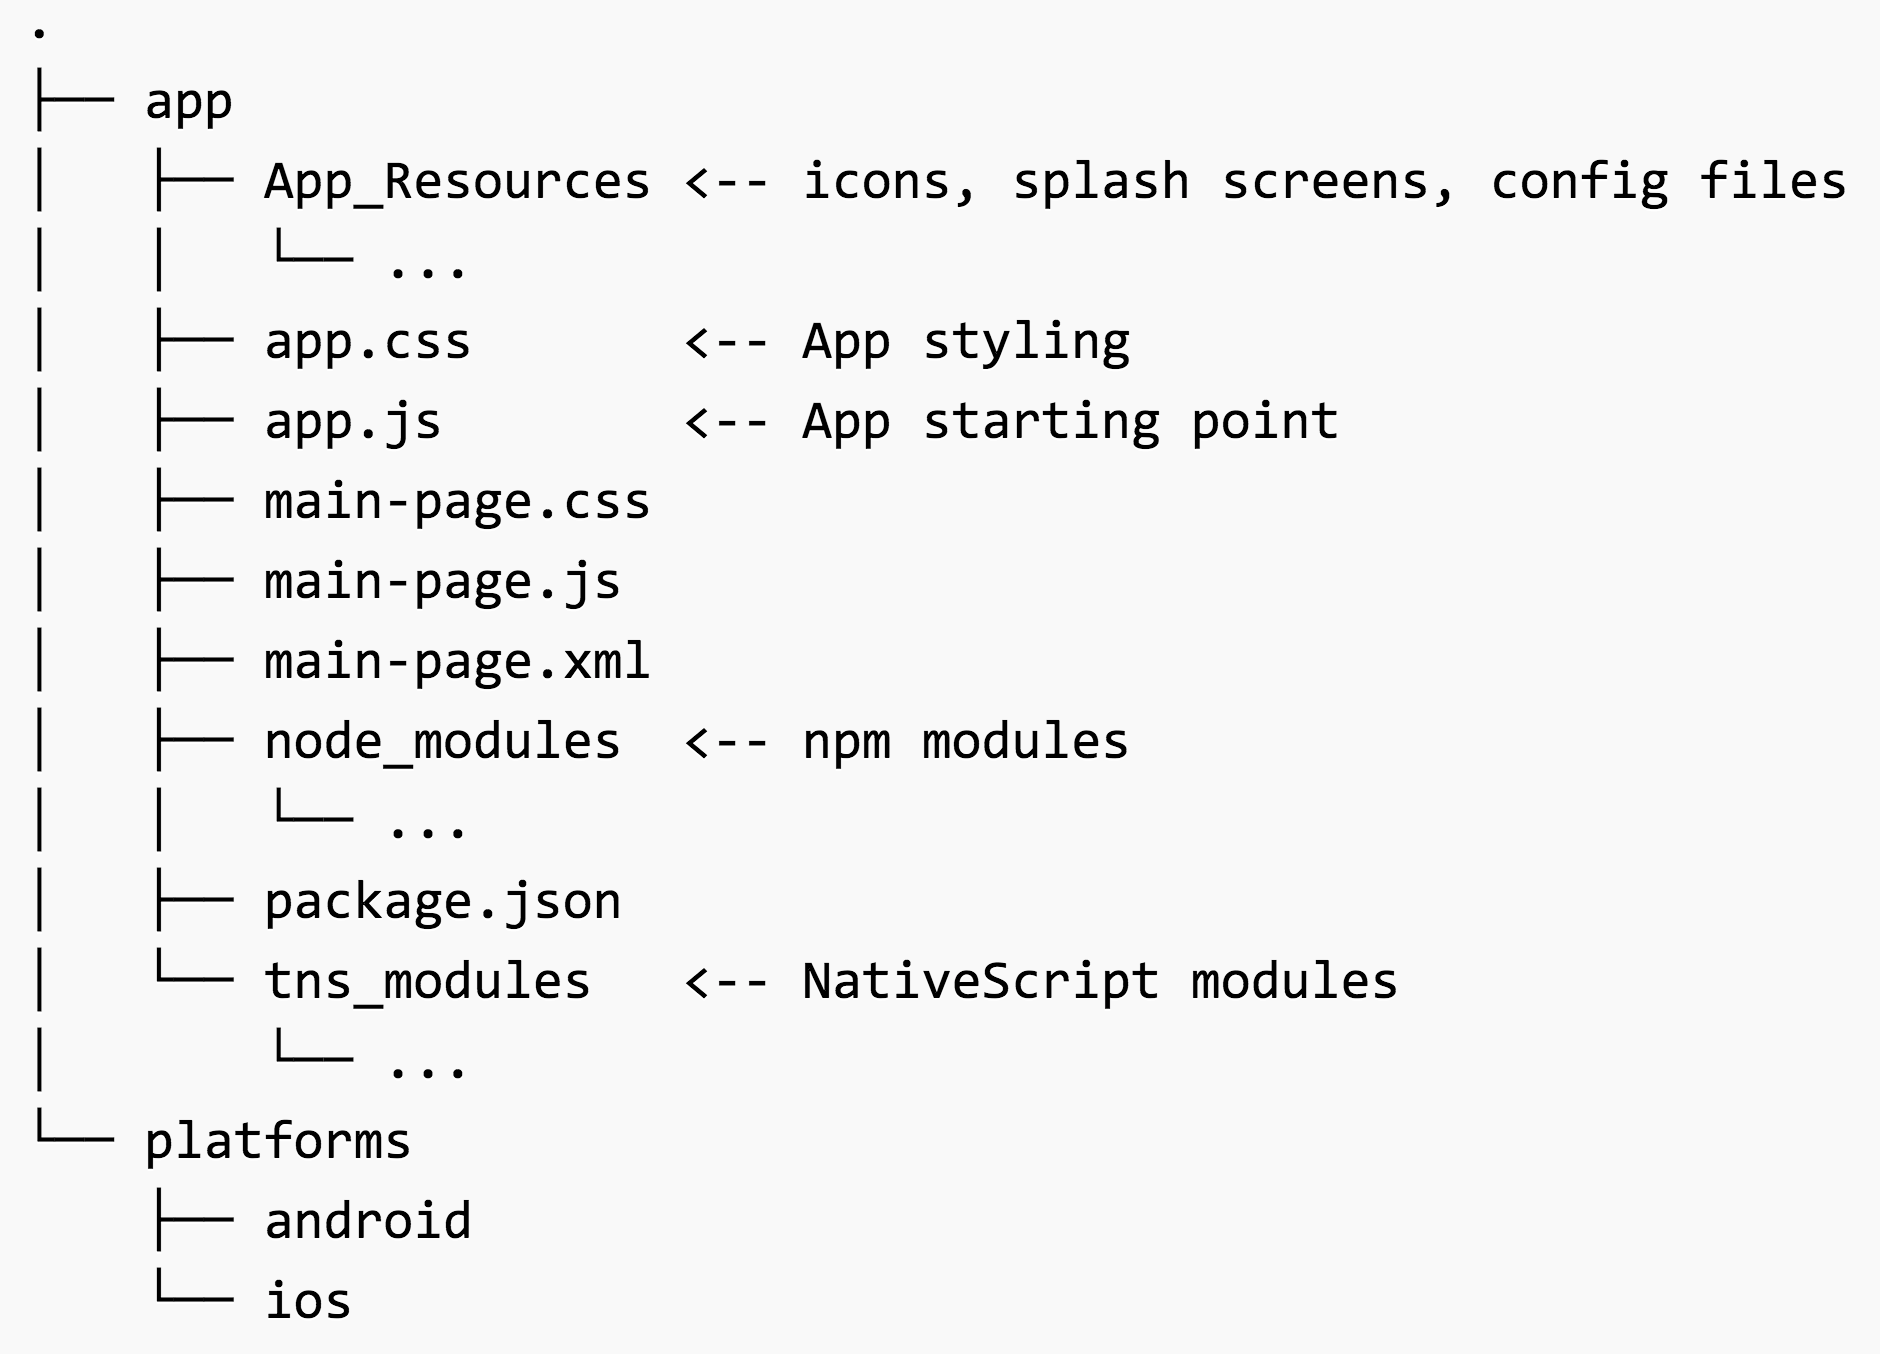 .
├── app
│   ├── App_Resources <-- icons, splash screens, config files
│   │   └── ...
│   ├── app.css       <-- App styling
│   ├── app.js        <-- App starting point
│   ├── main-page.css
│   ├── main-page.js
│   ├── main-page.xml
│   ├── node_modules  <-- npm modules
│   │   └── ...
│   ├── package.json
│   └── tns_modules   <-- NativeScript modules
│       └── ...
└── platforms
    ├── android
    └── ios